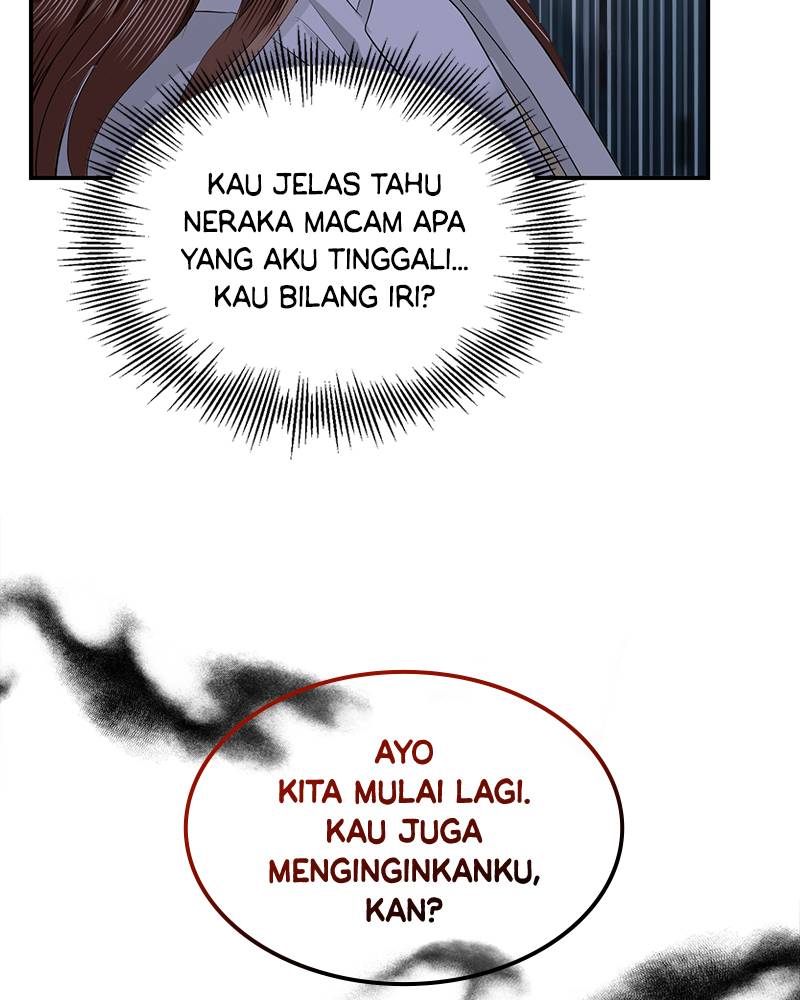 KAU JELAS TAHU
NERAKA MACAM APA
YANG AKU TINGGALI...
KAU BILANG IRI?
AYO
KITA MULAI LAGI.
KAU JUGA
MENGINGINKANKU,
KAN?